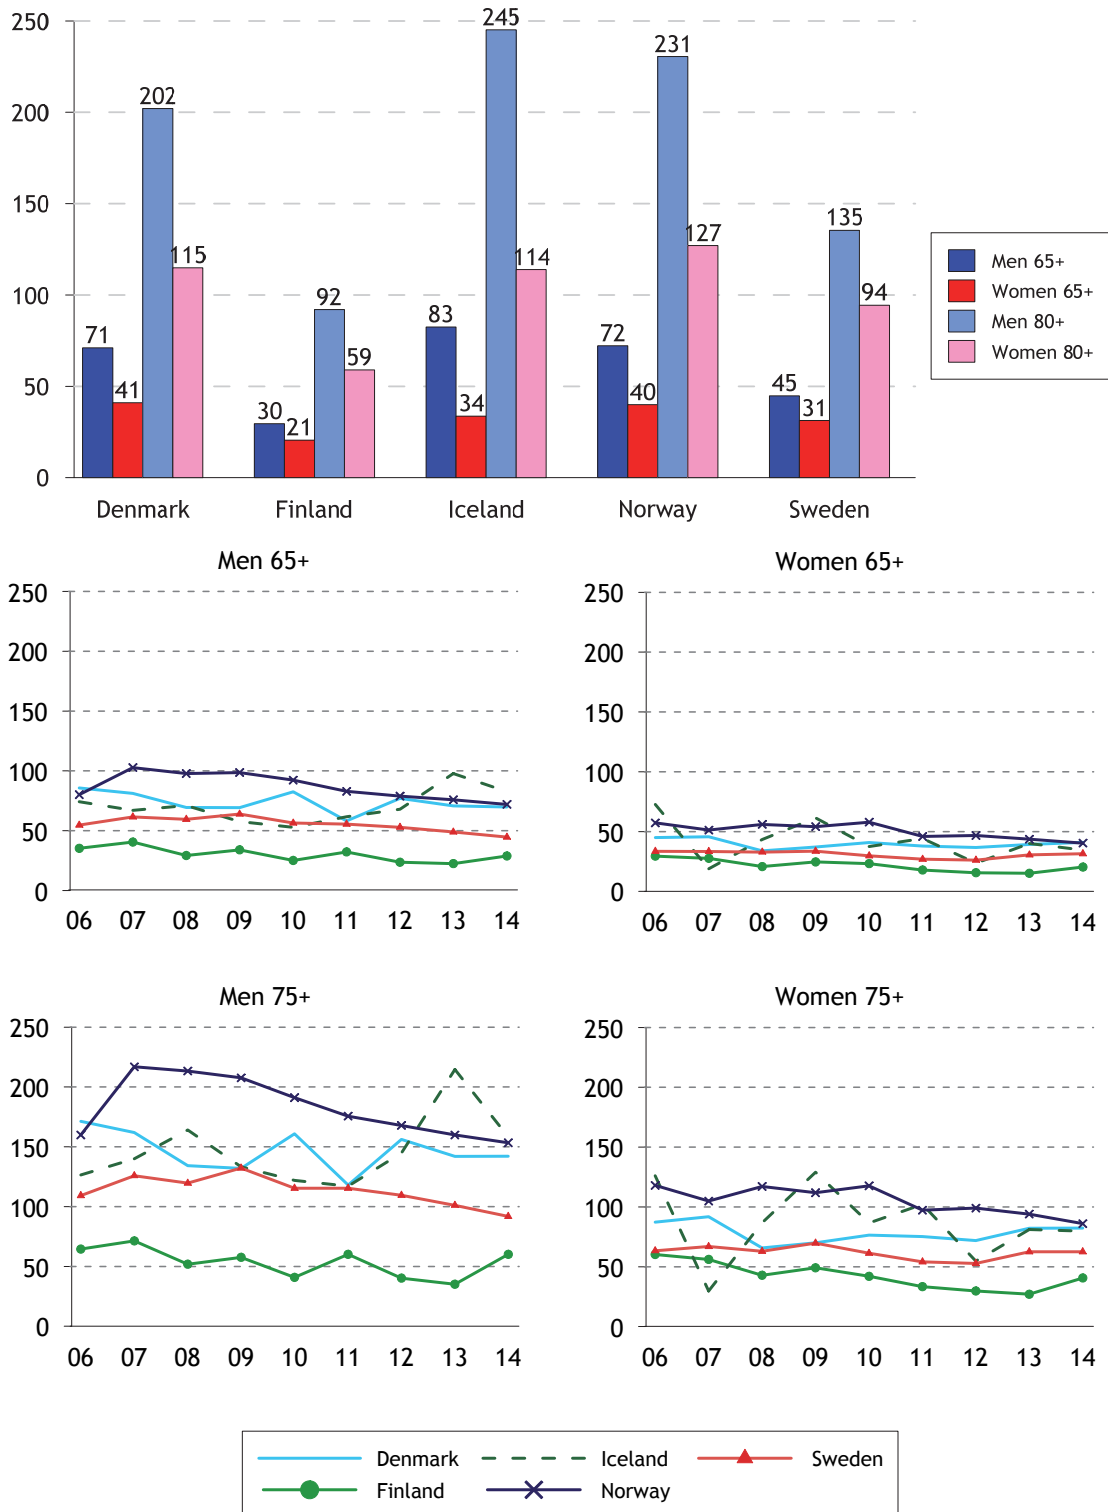 250
200
150
100
50
0
71 41 202 115
30 21 92 59
83 34 245 114
72 40 231 127
45 31 135 94
Denmark Finland Iceland Norway Sweden
Men 65+
Women 65+
Men 80+
Women 80+
Men 65+
250
200
150
100
50
0
06 07 08 09 10 11 12 13 14
Women 65+
250
200
150
100
50
0
06 07 08 09 10 11 12 13 14
Men 75+
250
200
150
100
50
0
06 07 08 09 10 11 12 13 14
Women 75+
250
200
150
100
50
0
06 07 08 09 10 11 12 13 14
Denmark Iceland Sweden
Finland Norway